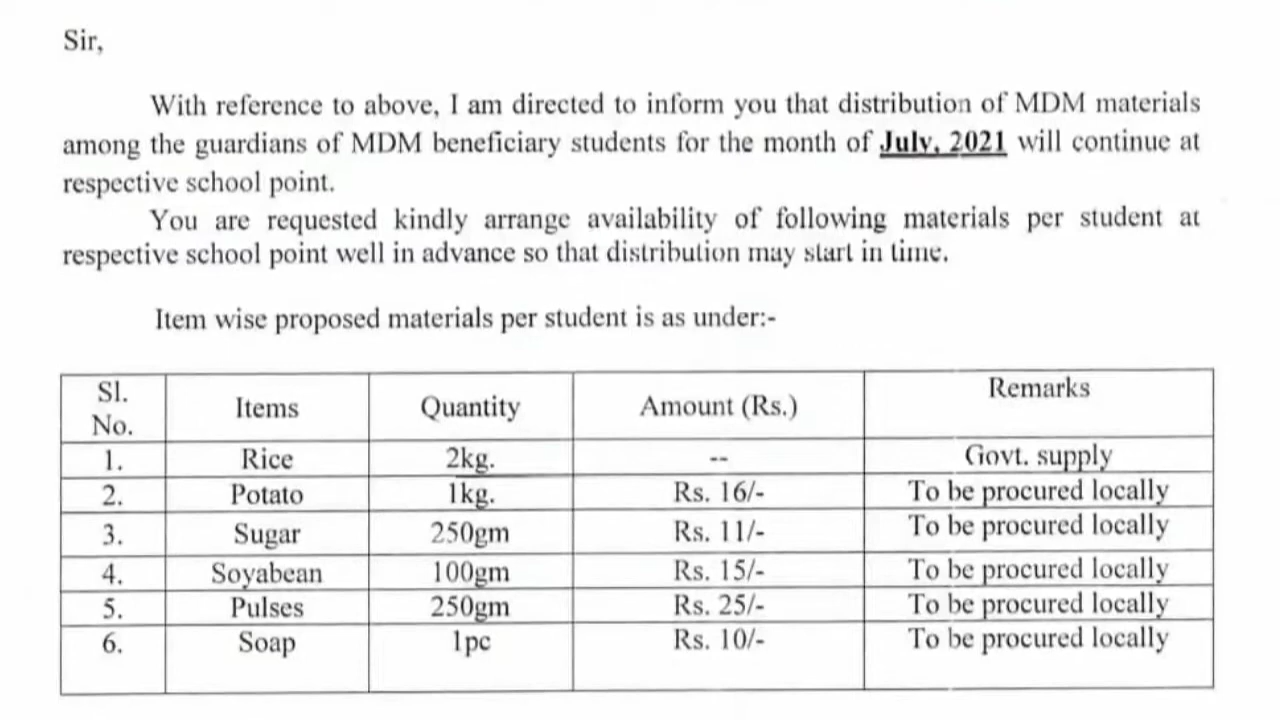 Sir,
With reference to above, I am directed to inform you that distribution of MDM materials
among the guardians of MDM beneficiary students for the month of July, 2021 will continue at
respective school point.
You are requested kindly arrange availability of following materials per student at
respective school point well in advance so that distribution may start in time.
Item wise proposed materials per student is as under:-
Sl. No. Items Quantity Amount (Rs.) Remarks
1. Rice 2kg. -- Govt. supply
2. Potato 1kg. Rs. 16/- To be procured locally
3. Sugar 250gm Rs. 11/- To be procured locally
4. Soyabean 100gm Rs. 15/- To be procured locally
5. Pulses 250gm Rs. 25/- To be procured locally
6. Soap 1pc Rs. 10/- To be procured locally